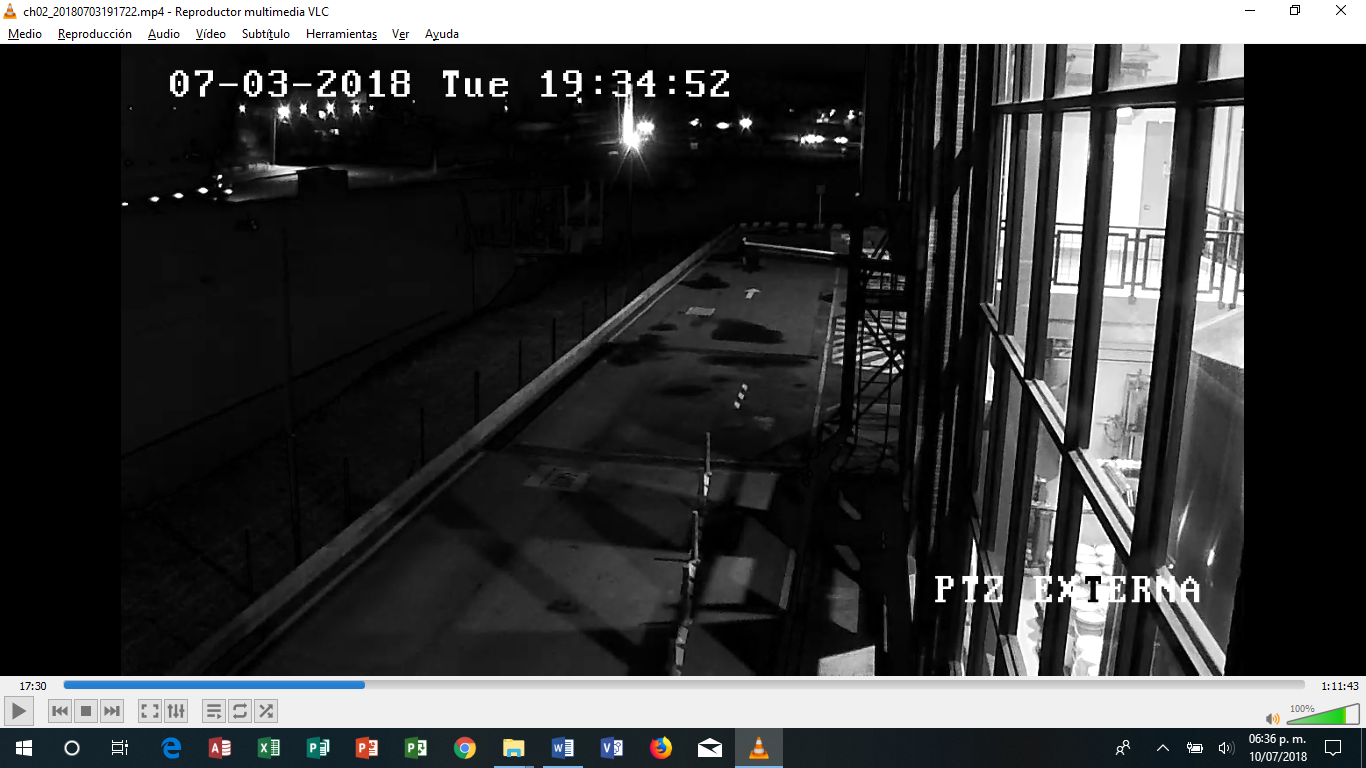 ch02_20180703191722.mp4 - Reproductor multimedia VLC
Medio Reproducción Audio Vídeo Subtítulo Herramientas Ver Ayuda
07-03-2018 Tue 19:34:52
PTZ EXTERNA
17:30
1:11:43
100%
06:36 p. m.
10/07/2018